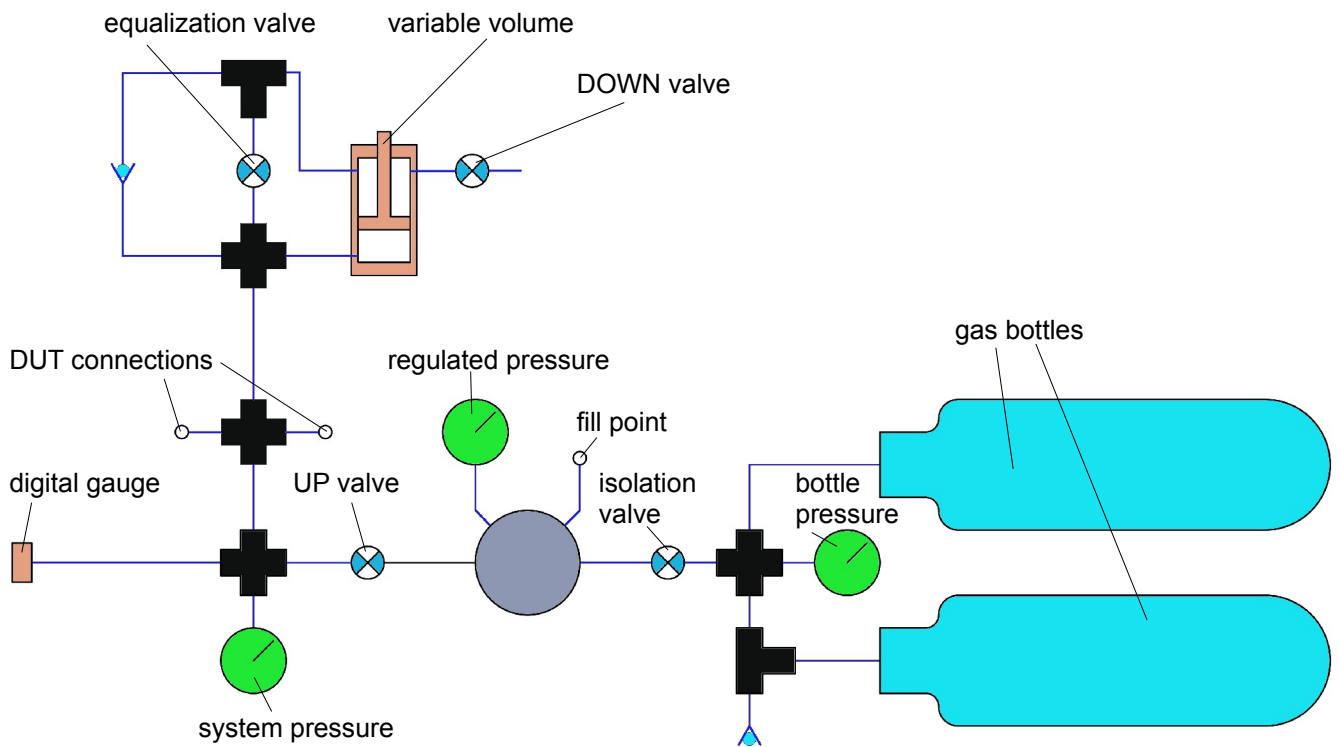 equalization valve
variable volume
DOWN valve
DUT connections
regulated pressure
gas bottles
fill point
digital gauge
UP valve
isolation
valve
bottle
pressure
system pressure